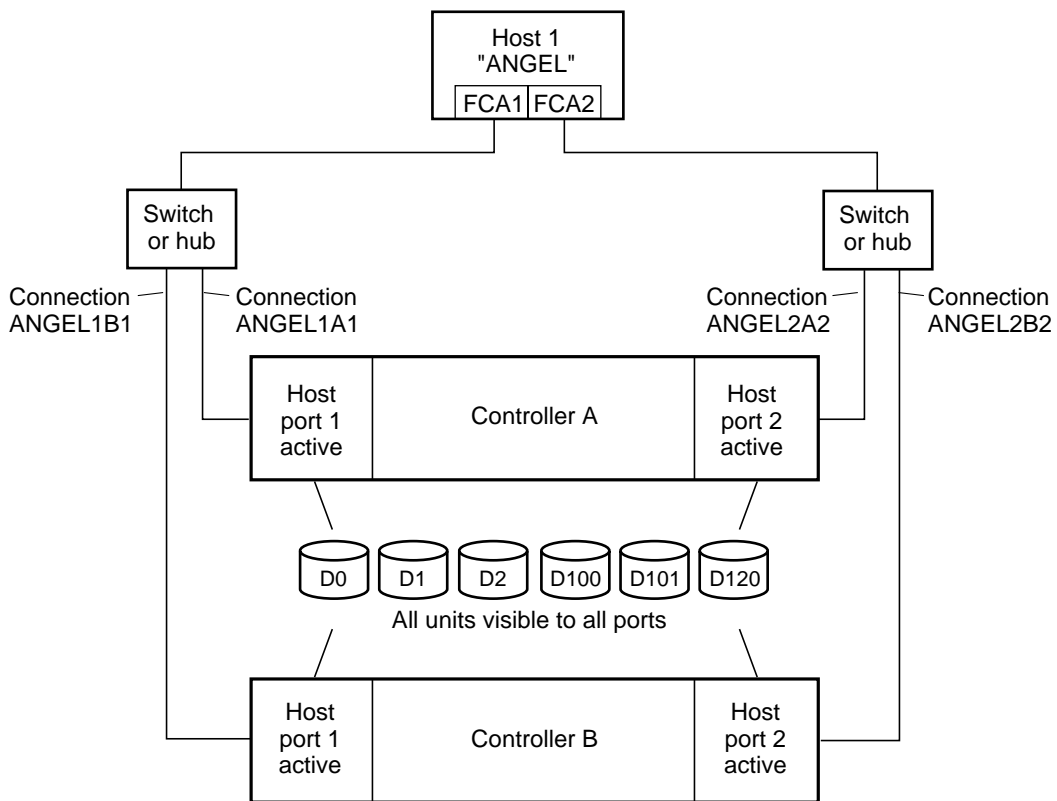 Host 1
"ANGEL"
FCA1 FCA2
Switch
or hub
Switch
or hub
Connection
ANGEL1B1
Connection
ANGEL1A1
Connection
ANGEL2A2
Connection
ANGEL2B2
Host
port 1
active
Controller A
Host
port 2
active
D0 D1 D2 D100 D101 D120
All units visible to all ports
Host
port 1
active
Controller B
Host
port 2
active